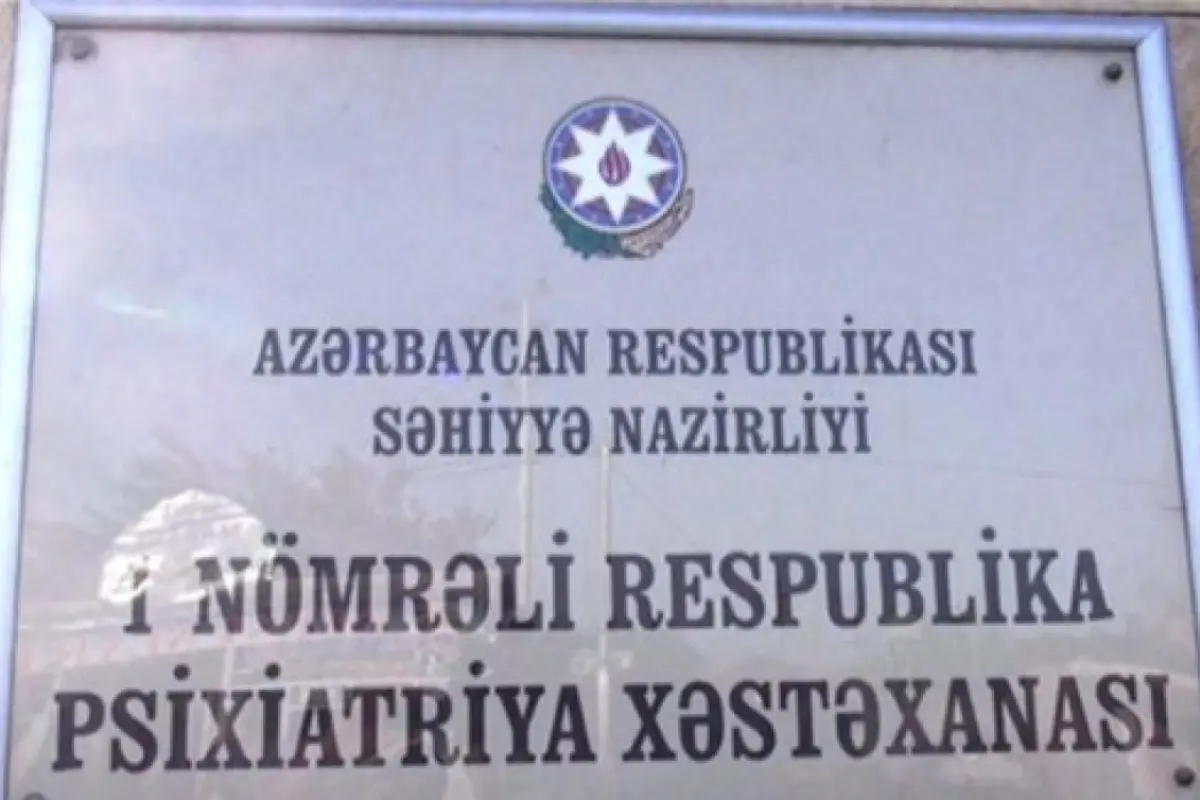 AZƏRBAYCAN RESPUBLİKASI
SƏHİYYƏ NAZİRLİYİ
1 NÖMRƏLİ RESPUBLİKA
PSİXİATRİYA XƏSTƏXANASI